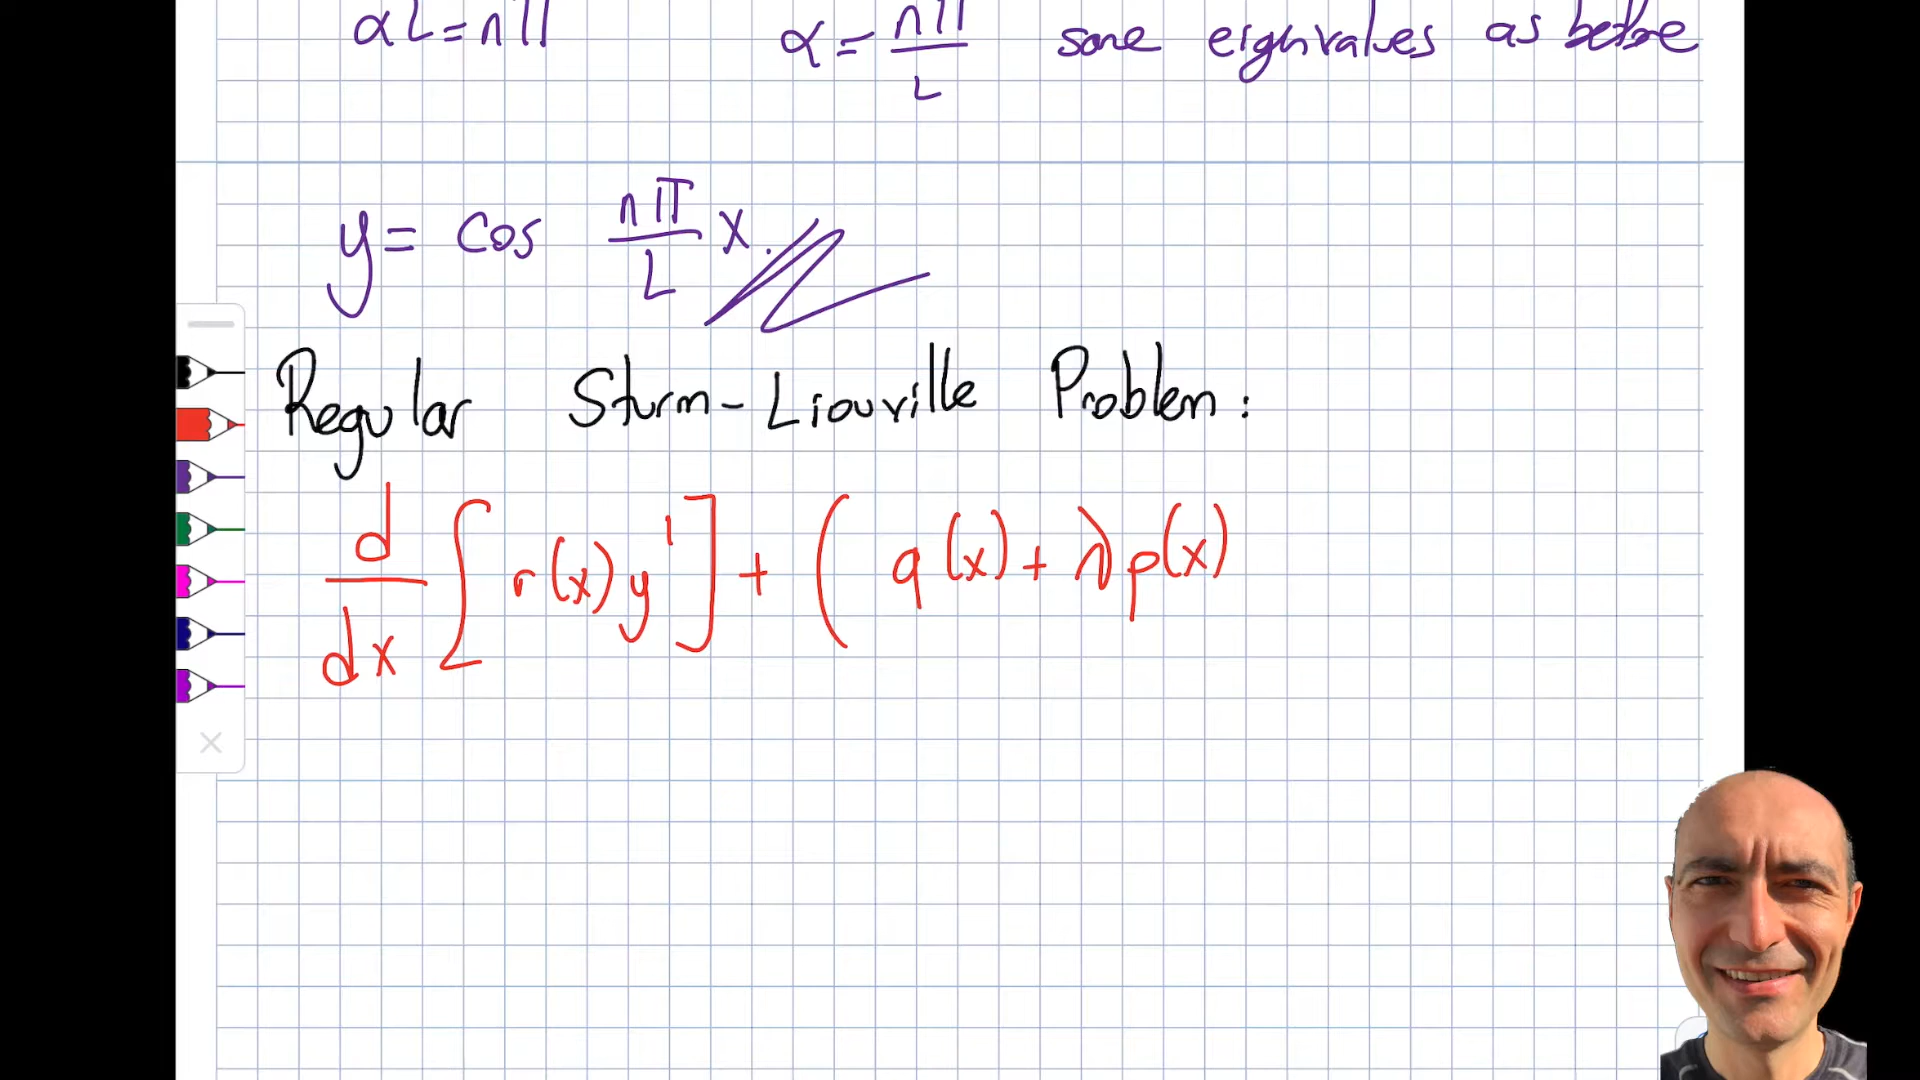 αL = nπ α = nπ/L same eigenvalues as before
y = cos nπ/L x.
Regular Sturm-Liouville Problem:
d/dx [r(x)y'] + ( q(x) + λp(x)